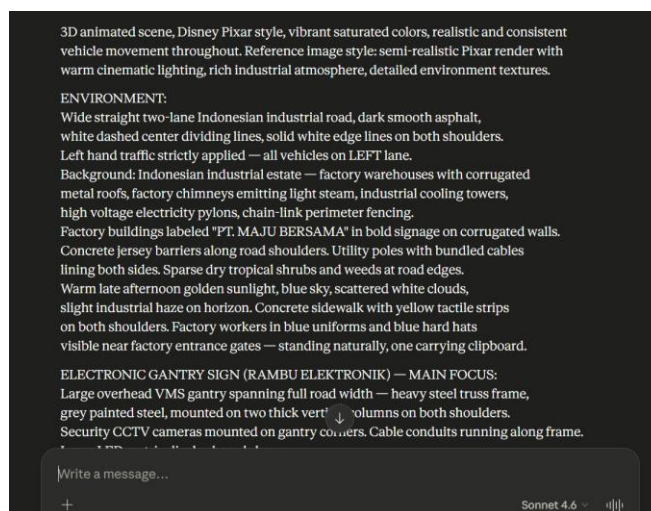 3D animated scene, Disney Pixar style, vibrant saturated colors, realistic and consistent
vehicle movement throughout. Reference image style: semi-realistic Pixar render with
warm cinematic lighting, rich industrial atmosphere, detailed environment textures.
ENVIRONMENT:
Wide straight two-lane Indonesian industrial road, dark smooth asphalt,
white dashed center dividing lines, solid white edge lines on both shoulders.
Left hand traffic strictly applied — all vehicles on LEFT lane.
Background: Indonesian industrial estate — factory warehouses with corrugated
metal roofs, factory chimneys emitting light steam, industrial cooling towers,
high voltage electricity pylons, chain-link perimeter fencing.
Factory buildings labeled "PT. MAJU BERSAMA" in bold signage on corrugated walls.
Concrete jersey barriers along road shoulders. Utility poles with bundled cables
lining both sides. Sparse dry tropical shrubs and weeds at road edges.
Warm late afternoon golden sunlight, blue sky, scattered white clouds,
slight industrial haze on horizon. Concrete sidewalk with yellow tactile strips
on both shoulders. Factory workers in blue uniforms and blue hard hats
visible near factory entrance gates — standing naturally, one carrying clipboard.
ELECTRONIC GANTRY SIGN (RAMBU ELEKTRONIK) — MAIN FOCUS:
Large overhead VMS gantry spanning full road width — heavy steel truss frame,
grey painted steel, mounted on two thick columns on both shoulders.
Security CCTV cameras mounted on gantry corners. Cable conduits running along frame.
Write a message...
Sonnet 4.6